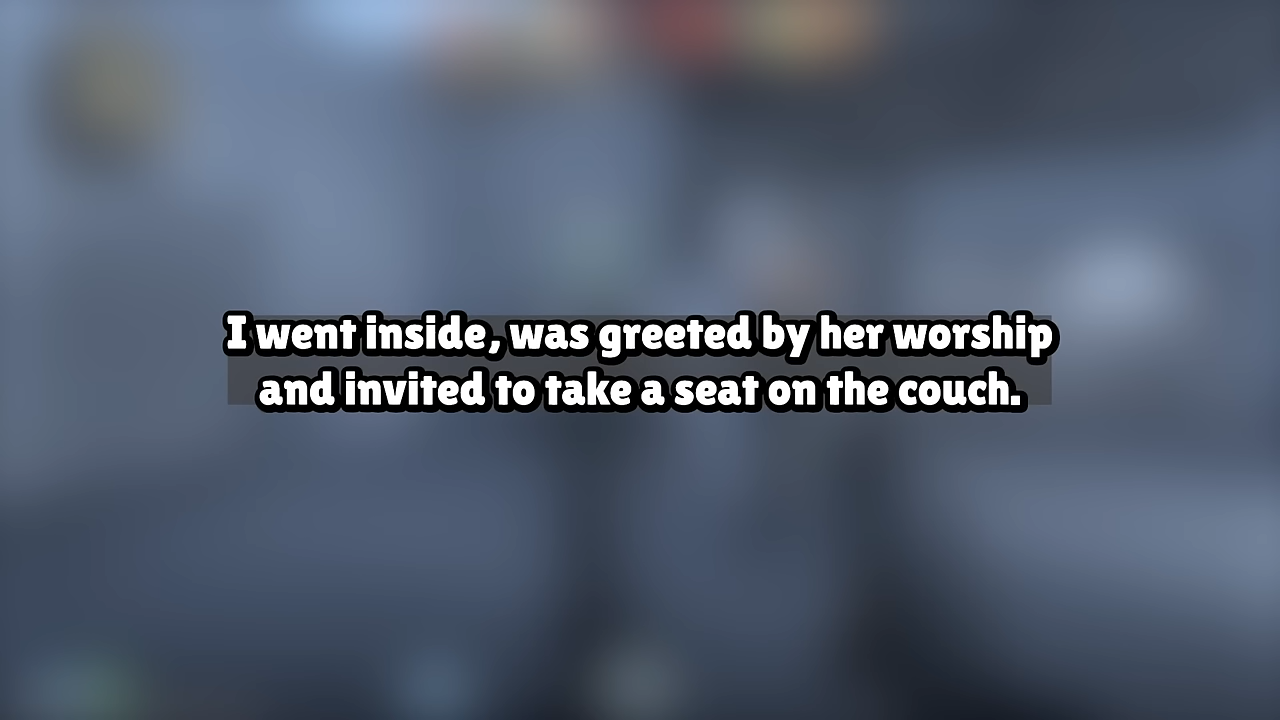 I went inside, was greeted by her worship
and invited to take a seat on the couch.